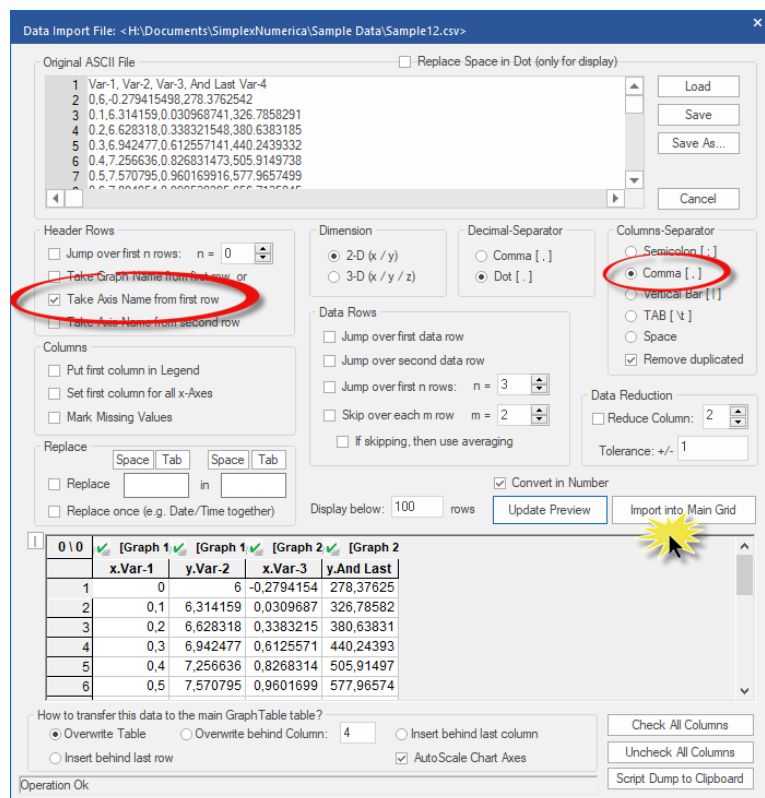 Data Import File: <H:\Documents\SimplexNumerica\Sample Data\Sample12.csv>
Original ASCII File
Replace Space in Dot (only for display)
1 Var-1, Var-2, Var-3, And Last Var-4
2 0,6,-0.279415498,278.3762542
3 0.1,6.314159,0.030968741,326.7858291
4 0.2,6.628318,0.338321548,380.6383185
5 0.3,6.942477,0.612557141,440.2439332
6 0.4,7.256636,0.826831473,505.9149738
7 0.5,7.570795,0.960169916,577.9657499
Load
Save
Save As...
Cancel
Header Rows
Jump over first n rows: n = 0
Take Graph Name from first row, or
Take Axis Name from first row
Take Axis Name from second row
Dimension
2-D (x / y)
3-D (x / y / z)
Decimal-Separator
Comma [ , ]
Dot [ . ]
Columns-Separator
Semicolon [ ; ]
Comma [ , ]
Vertical Bar [ | ]
TAB [ \t ]
Space
Remove duplicated
Columns
Put first column in Legend
Set first column for all x-Axes
Mark Missing Values
Data Rows
Jump over first data row
Jump over second data row
Jump over first n rows: n = 3
Skip over each m row m = 2
If skipping, then use averaging
Data Reduction
Reduce Column: 2
Tolerance: +/- 1
Replace
Space Tab Space Tab
Replace in
Replace once (e.g. Date/Time together)
Convert in Number
Display below: 100 rows
Update Preview
Import into Main Grid
0 \ 0 [Graph 1 [Graph 1 [Graph 2 [Graph 2
x.Var-1 y.Var-2 x.Var-3 y.And Last
1 0 6 -0,2794154 278,37625
2 0,1 6,314159 0,0309687 326,78582
3 0,2 6,628318 0,3383215 380,63831
4 0,3 6,942477 0,6125571 440,24393
5 0,4 7,256636 0,8268314 505,91497
6 0,5 7,570795 0,9601699 577,96574
How to transfer this data to the main GraphTable table?
Overwrite Table
Overwrite behind Column: 4
Insert behind last column
Insert behind last row
AutoScale Chart Axes
Check All Columns
Uncheck All Columns
Script Dump to Clipboard
Operation Ok